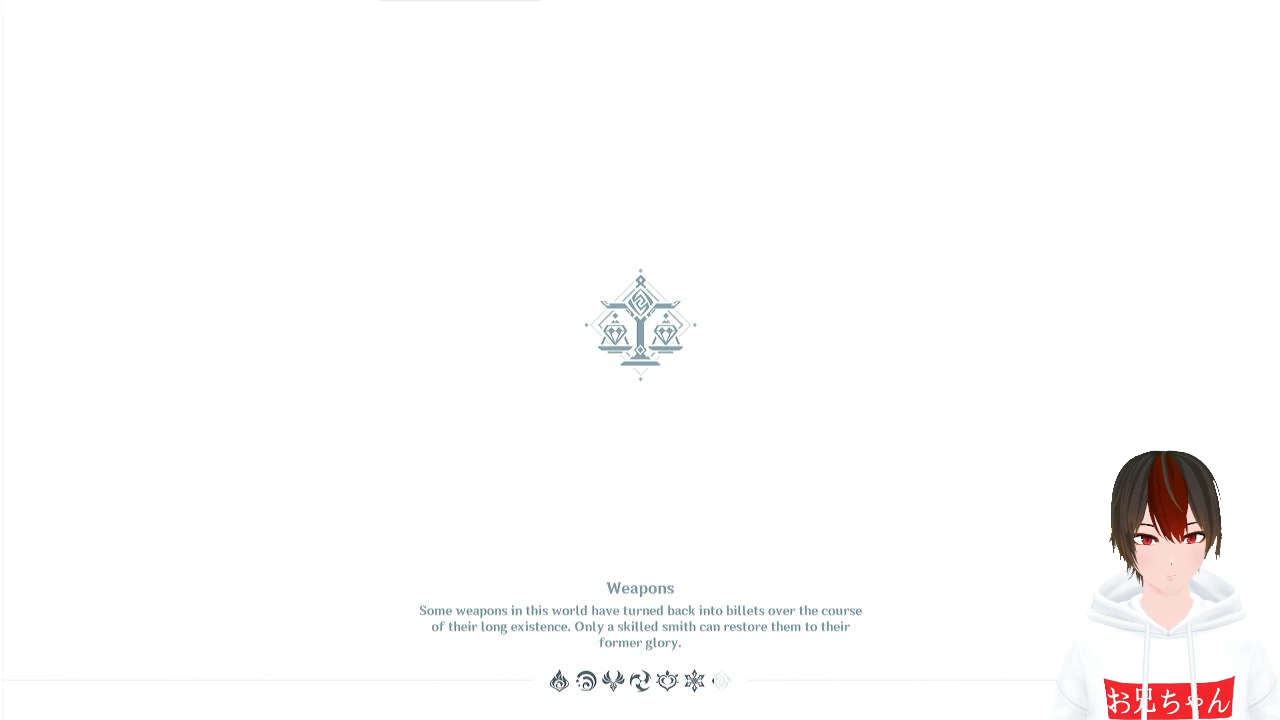 Weapons
Some weapons in this world have turned back into billets over the course
of their long existence. Only a skilled smith can restore them to their
former glory.
お兄ちゃん